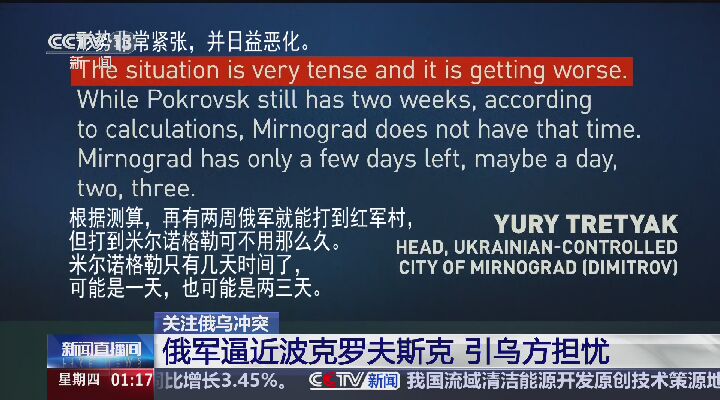 形势非常紧张，并日益恶化。
CCTV 13
新闻
The situation is very tense and it is getting worse.
While Pokrovsk still has two weeks, according
to calculations, Mirnograd does not have that time.
Mirnograd has only a few days left, maybe a day,
two, three.
根据测算，再有两周俄军就能打到红军村，
但打到米尔诺格勒可不用那么久。
米尔诺格勒只有几天时间了，
可能是一天，也可能是两三天。
YURY TRETYAK
HEAD, UKRAINIAN-CONTROLLED
CITY OF MIRNOGRAD (DIMITROV)
关注俄乌冲突
新闻直播间
俄军逼近波克罗夫斯克 引乌方担忧
星期四 01:17 同比增长3.45%。 CCTV新闻 我国流域清洁能源开发原创技术策源地